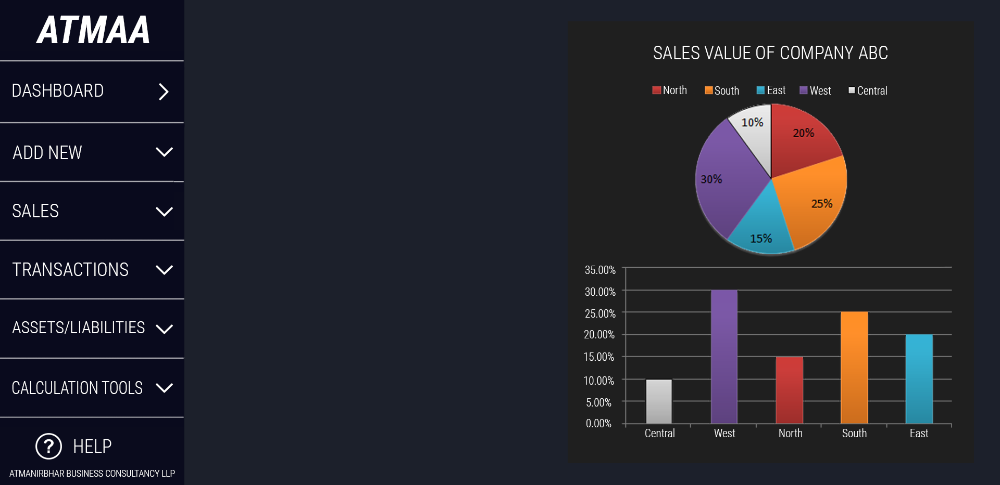 ATMAA
DASHBOARD
ADD NEW
SALES
TRANSACTIONS
ASSETS/LIABILITIES
CALCULATION TOOLS
? HELP
ATMANIRBHAR BUSINESS CONSULTANCY LLP
SALES VALUE OF COMPANY ABC
North South East West Central
10%
20%
30%
25%
15%
35.00%
30.00%
25.00%
20.00%
15.00%
10.00%
5.00%
0.00%
Central West North South East